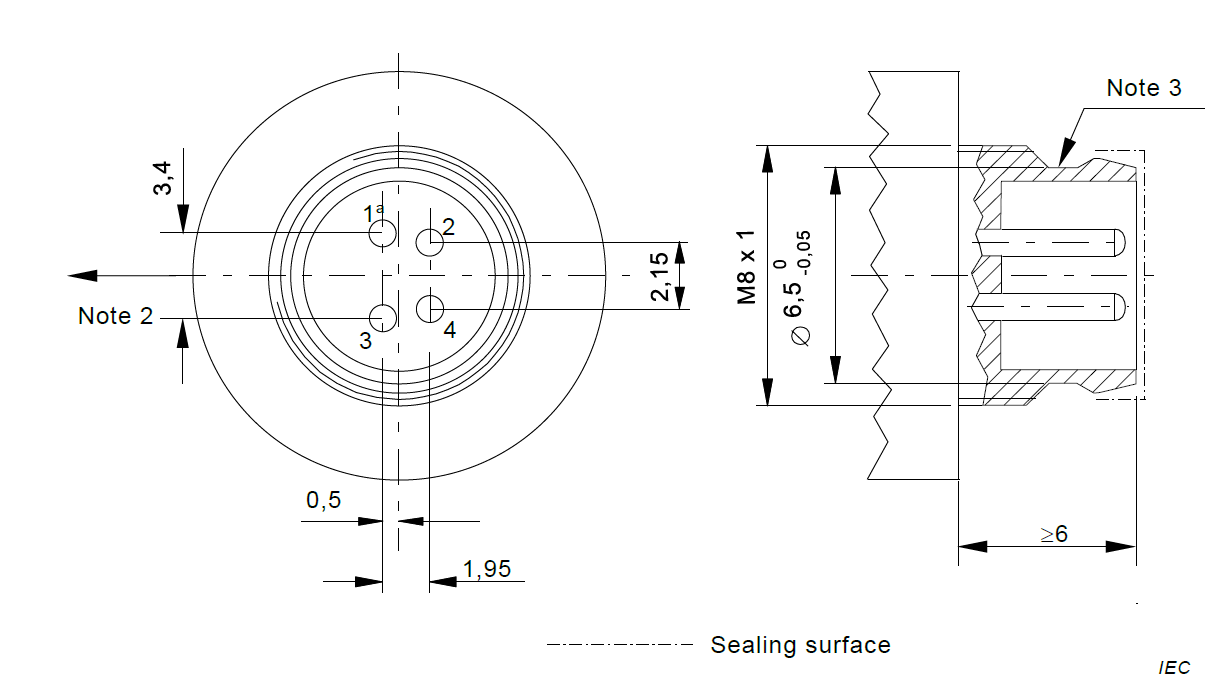 Note 3
3,4
1a
2
M8 x 1
⌀ 6,5 0 -0,05
2,15
Note 2
3
4
0,5
≥6
1,95
Sealing surface
IEC